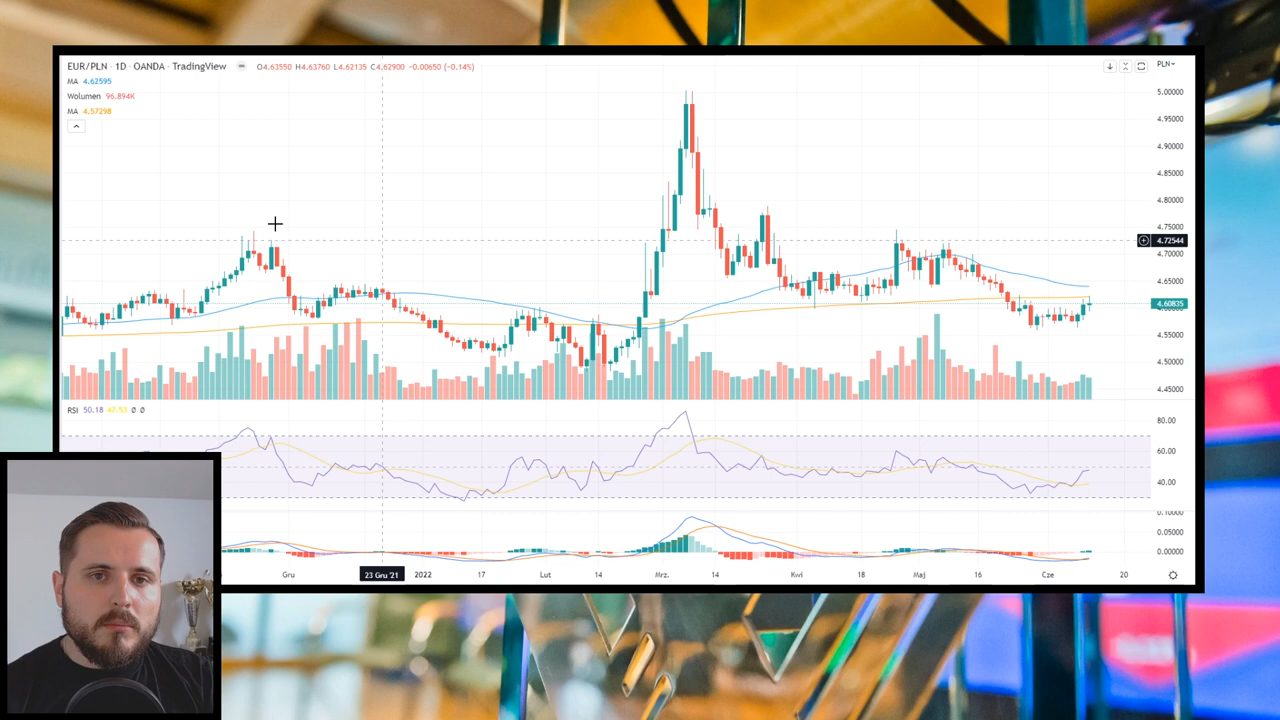 EUR/PLN · 1D · OANDA · TradingView
O4.63550 H4.63760 L4.62135 C4.62900 -0.00650 (-0.14%)
PLN
MA 4.62595
Wolumen 96.894K
MA 4.57298
5.00000
4.95000
4.90000
4.85000
4.80000
4.75000
4.72544
4.70000
4.65000
4.60835
4.55000
4.50000
4.45000
RSI 50.18 47.53 Ø Ø
80.00
60.00
40.00
0.10000
0.05000
0.00000
Gru 23 Gru '21 2022 17 Lut 14 Mrz. 14 Kwi 18 Maj 16 Cze 20